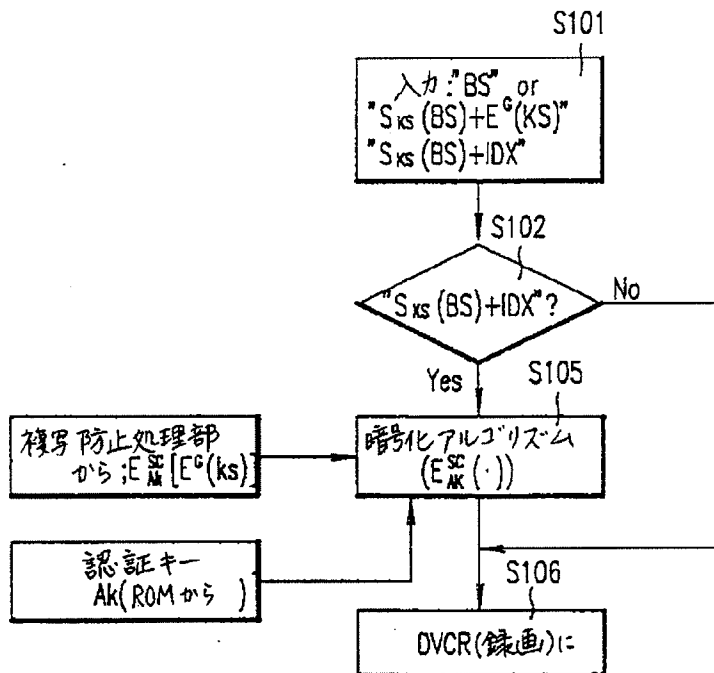 S101
入力:"BS" or
"S_KS(BS)+E^G(KS)"
"S_KS(BS)+IDX"
S102
"S_KS(BS)+IDX"?
No
Yes
S105
複写防止処理部
から;E^SC_AK[E^G(ks)]
暗号化アルゴリズム
(E^SC_AK(·))
認証キー
Ak(ROMから )
S106
DVCR(録画)に